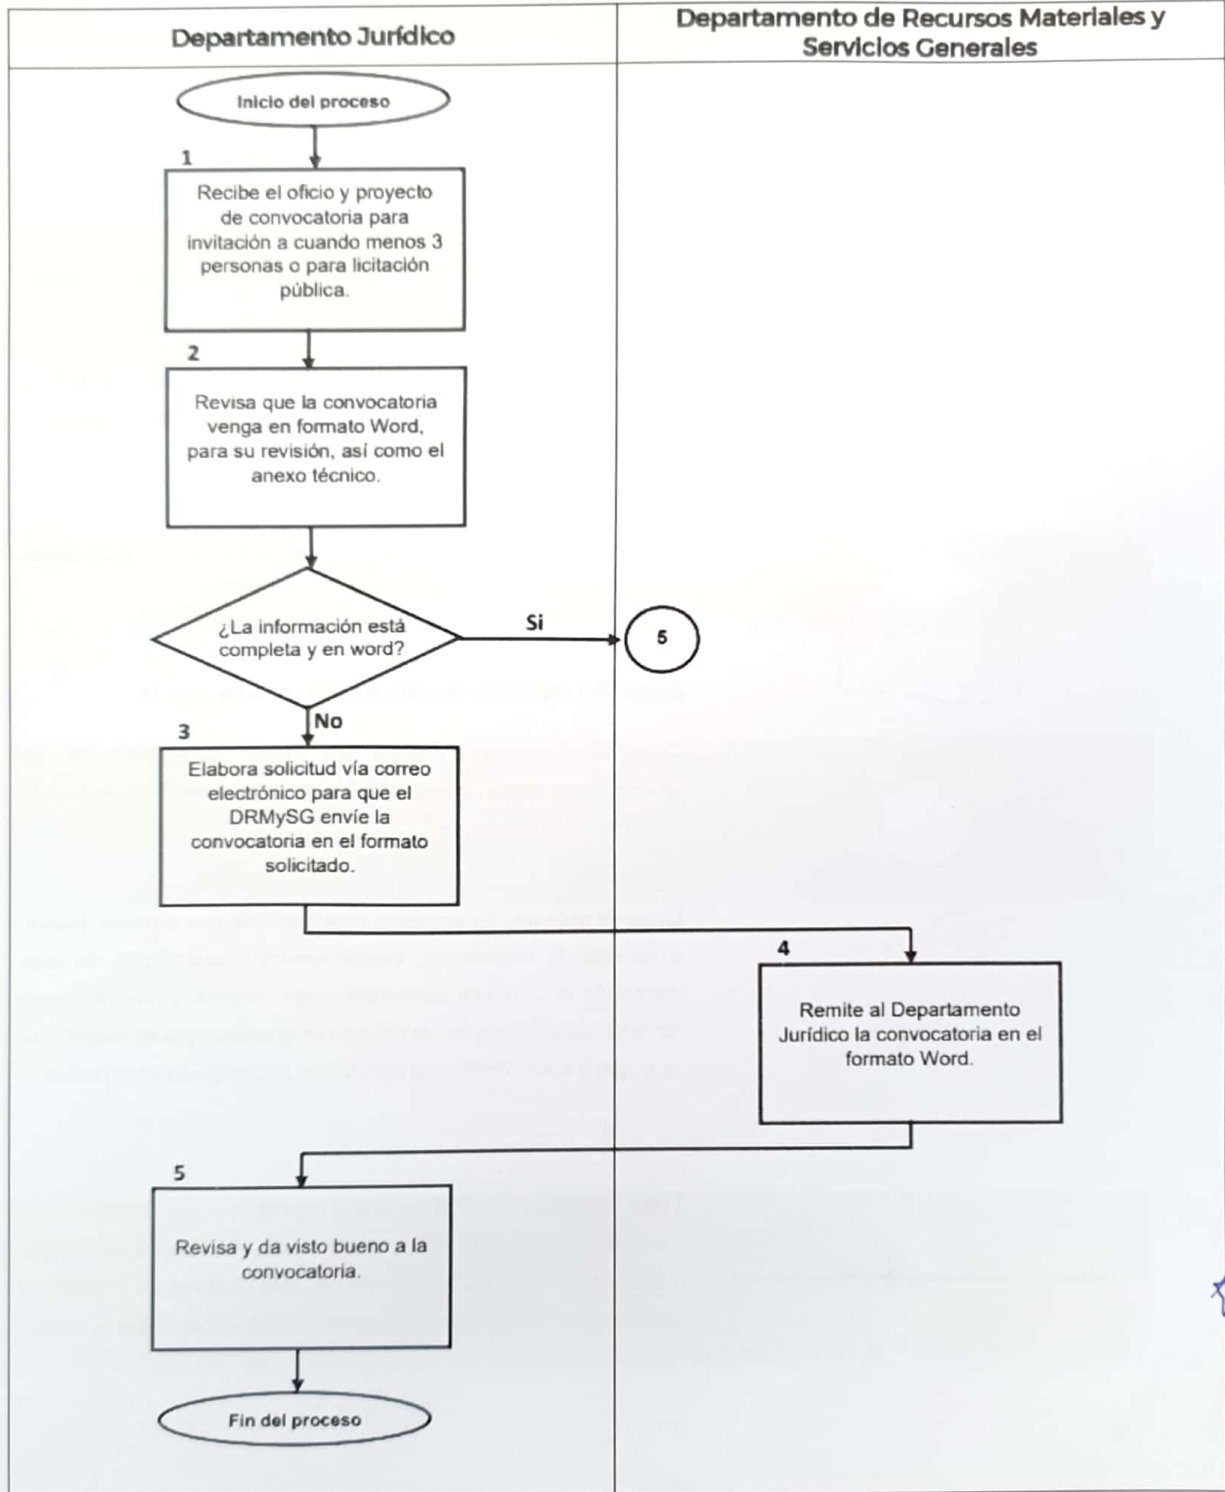 Departamento Jurídico
Departamento de Recursos Materiales y
Servicios Generales
Inicio del proceso
1
Recibe el oficio y proyecto
de convocatoria para
invitación a cuando menos 3
personas o para licitación
pública.
2
Revisa que la convocatoria
venga en formato Word,
para su revisión, así como el
anexo técnico.
¿La información está
completa y en word?
Si
5
No
3
Elabora solicitud vía correo
electrónico para que el
DRMySG envíe la
convocatoria en el formato
solicitado.
4
Remite al Departamento
Jurídico la convocatoria en el
formato Word.
5
Revisa y da visto bueno a la
convocatoria.
Fin del proceso